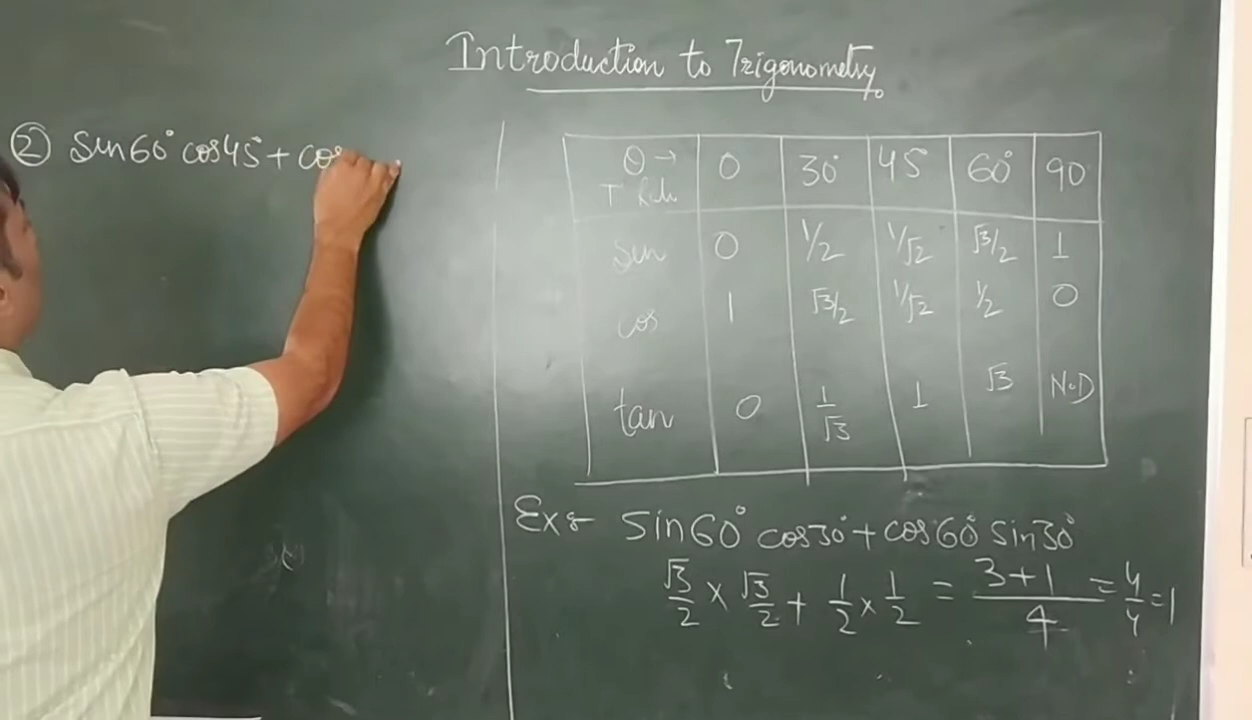 Introduction to Trigonometry
② Sin60° cos45° + cos
θ→ 0 30° 45° 60° 90
T
Sin 0 1/2 1/√2 √3/2 1
cos 1 √3/2 1/√2 1/2 0
tan 0 1/√3 1 √3 N.D
Ex:- Sin60° cos30° + cos60° Sin30°
√3/2 × √3/2 + 1/2 × 1/2 = 3+1/4 = 4/4 = 1